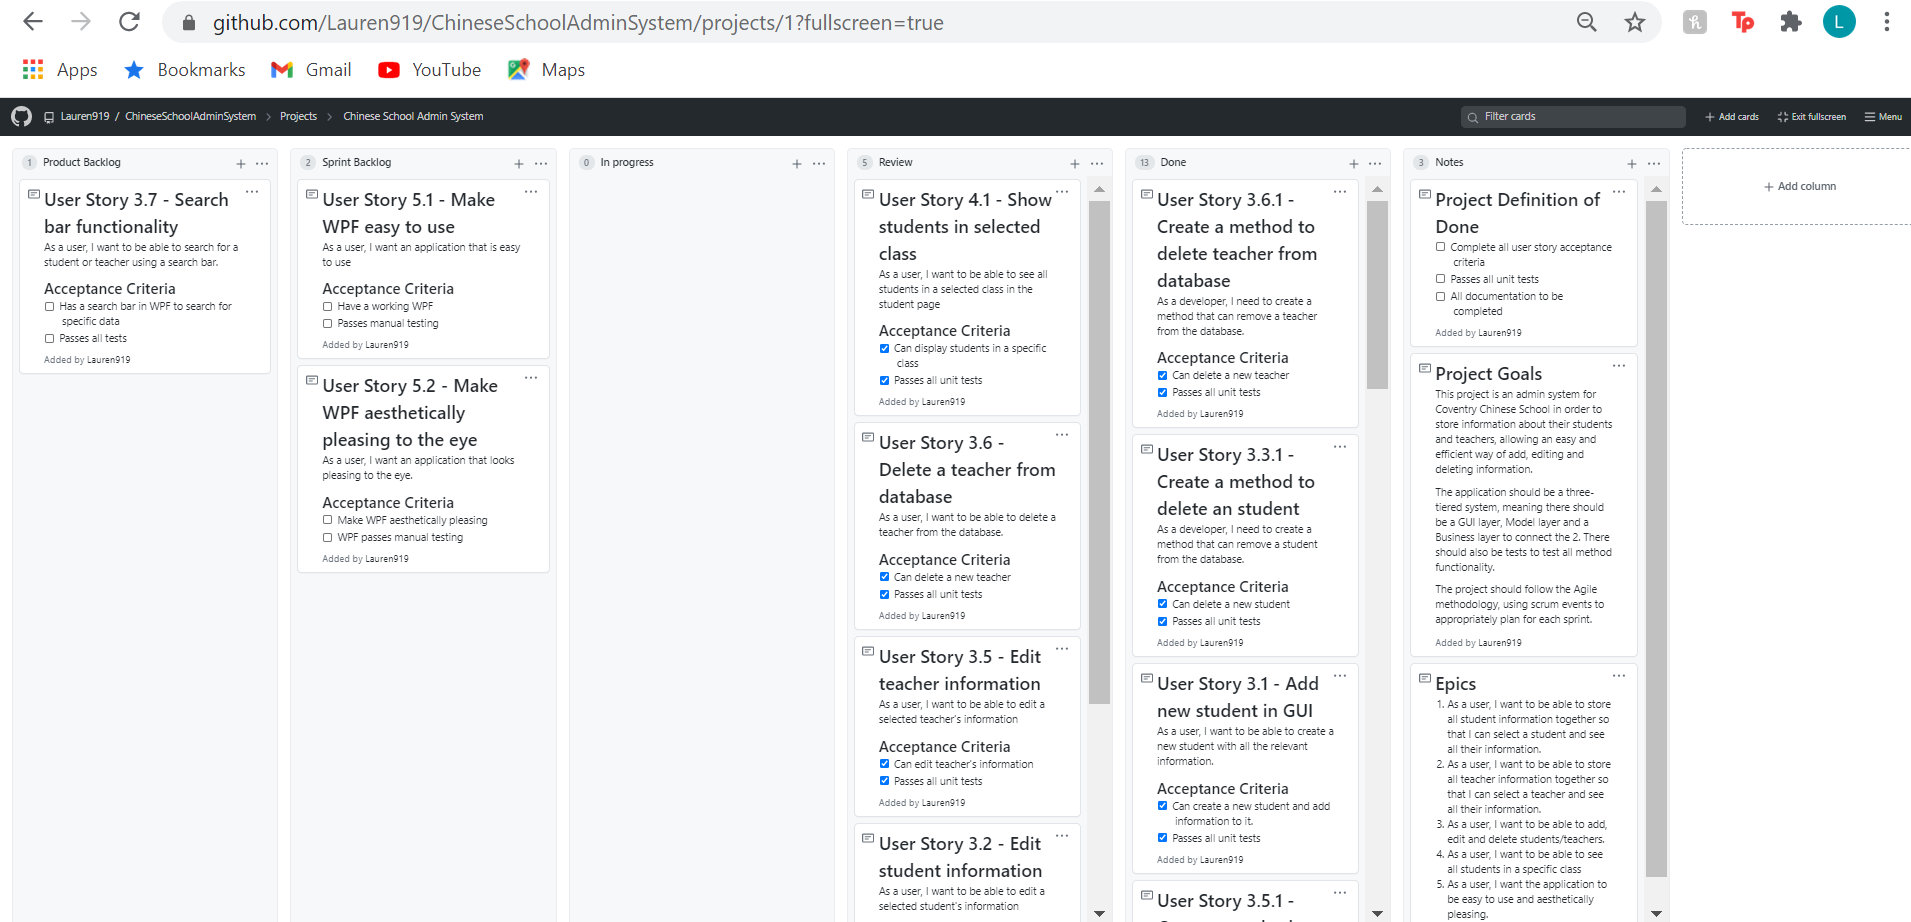 github.com/Lauren919/ChineseSchoolAdminSystem/projects/1?fullscreen=true
L
Apps
Bookmarks
Gmail
YouTube
Maps
Lauren919 / ChineseSchoolAdminSystem > Projects > Chinese School Admin System
Filter cards
+ Add cards
Exit fullscreen
Menu
1 Product Backlog
User Story 3.7 - Search
bar functionality
As a user, I want to be able to search for a
student or teacher using a search bar.
Acceptance Criteria
Has a search bar in WPF to search for
specific data
Passes all tests
Added by Lauren919
2 Sprint Backlog
User Story 5.1 - Make
WPF easy to use
As a user, I want an application that is easy
to use
Acceptance Criteria
Have a working WPF
Passes manual testing
Added by Lauren919
User Story 5.2 - Make
WPF aesthetically
pleasing to the eye
As a user, I want an application that looks
pleasing to the eye.
Acceptance Criteria
Make WPF aesthetically pleasing
WPF passes manual testing
Added by Lauren919
0 In progress
5 Review
User Story 4.1 - Show
students in selected
class
As a user, I want to be able to see all
students in a selected class in the
student page
Acceptance Criteria
Can display students in a specific
class
Passes all unit tests
Added by Lauren919
User Story 3.6 -
Delete a teacher from
database
As a user, I want to be able to delete a
teacher from the database.
Acceptance Criteria
Can delete a new teacher
Passes all unit tests
Added by Lauren919
User Story 3.5 - Edit
teacher information
As a user, I want to be able to edit a
selected teacher's information
Acceptance Criteria
Can edit teacher's information
Passes all unit tests
Added by Lauren919
User Story 3.2 - Edit
student information
As a user, I want to be able to edit a
selected student's information
13 Done
User Story 3.6.1 -
Create a method to
delete teacher from
database
As a developer, I need to create a
method that can remove a teacher
from the database.
Acceptance Criteria
Can delete a new teacher
Passes all unit tests
Added by Lauren919
User Story 3.3.1 -
Create a method to
delete an student
As a developer, I need to create a
method that can remove a student
from the database.
Acceptance Criteria
Can delete a new student
Passes all unit tests
Added by Lauren919
User Story 3.1 - Add
new student in GUI
As a user, I want to be able to create a
new student with all the relevant
information.
Acceptance Criteria
Can create a new student and add
information to it.
Passes all unit tests
Added by Lauren919
User Story 3.5.1 -
3 Notes
Project Definition of
Done
Complete all user story acceptance
criteria
Passes all unit tests
All documentation to be
completed
Added by Lauren919
Project Goals
This project is an admin system for
Coventry Chinese School in order to
store information about their students
and teachers, allowing an easy and
efficient way of add, editing and
deleting information.
The application should be a three-
tiered system, meaning there should
be a GUI layer, Model layer and a
Business layer to connect the 2. There
should also be tests to test all method
functionality.
The project should follow the Agile
methodology, using scrum events to
appropriately plan for each sprint.
Added by Lauren919
Epics
1. As a user, I want to be able to store
all student information together so
that I can select a student and see
all their information.
2. As a user, I want to be able to store
all teacher information together so
that I can select a teacher and see
all their information.
3. As a user, I want to be able to add,
edit and delete students/teachers.
4. As a user, I want to be able to see
all students in a specific class
5. As a user, I want the application to
be easy to use and aesthetically
pleasing.
+ Add column